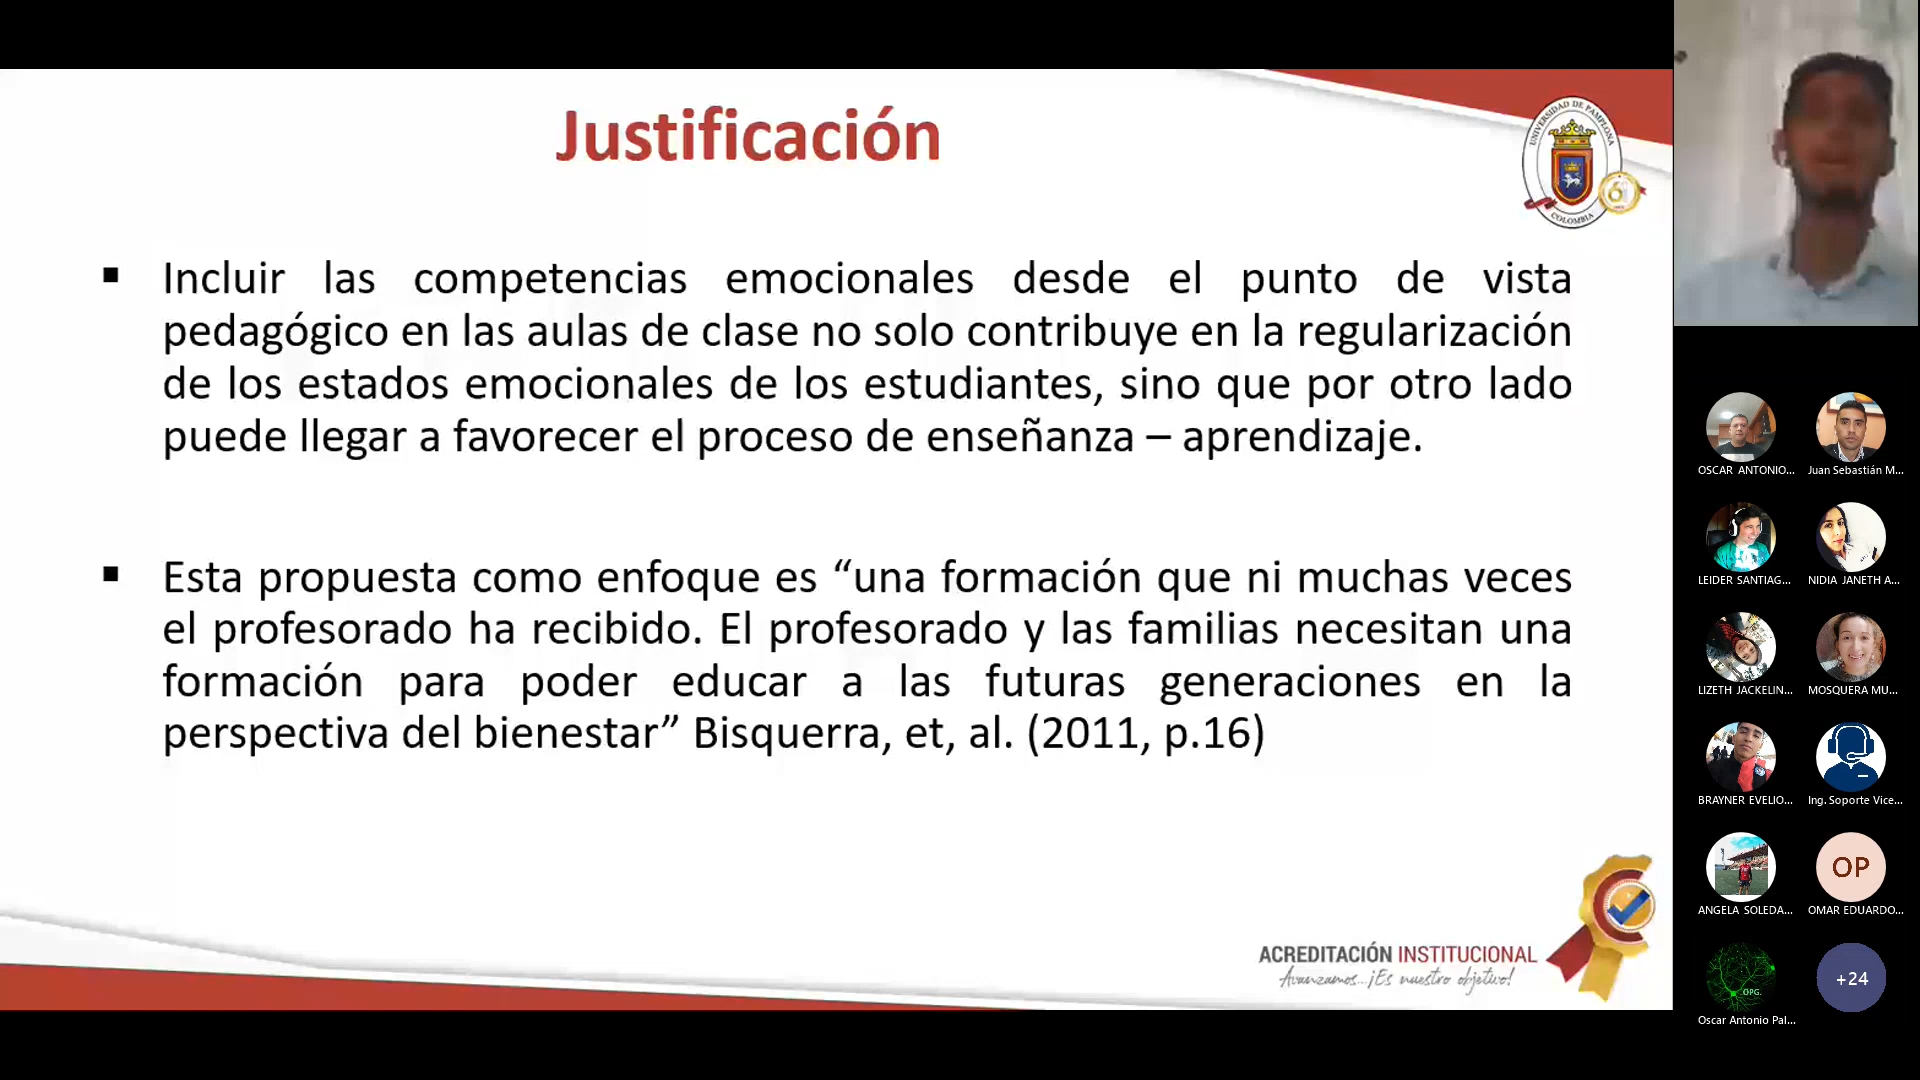 Justificación
UNIVERSIDAD DE PAMPLONA
COLOMBIA
▪ Incluir las competencias emocionales desde el punto de vista
pedagógico en las aulas de clase no solo contribuye en la regularización
de los estados emocionales de los estudiantes, sino que por otro lado
puede llegar a favorecer el proceso de enseñanza – aprendizaje.
▪ Esta propuesta como enfoque es “una formación que ni muchas veces
el profesorado ha recibido. El profesorado y las familias necesitan una
formación para poder educar a las futuras generaciones en la
perspectiva del bienestar” Bisquerra, et, al. (2011, p.16)
ACREDITACIÓN INSTITUCIONAL
Avanzamos...¡Es nuestro objetivo!
OSCAR ANTONIO...
Juan Sebastián M...
LEIDER SANTIAG...
NIDIA JANETH A...
LIZETH JACKELIN...
MOSQUERA MU...
BRAYNER EVELIO...
Ing. Soporte Vice...
OP
ANGELA SOLEDA...
OMAR EDUARDO...
OPG.
+24
Oscar Antonio Pal...